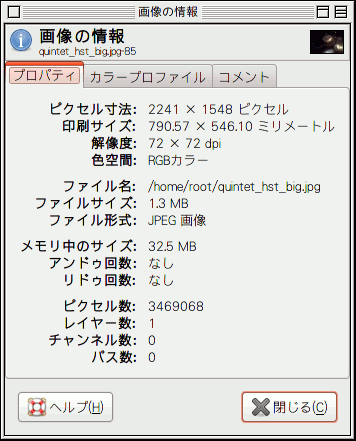 画像の情報
画像の情報
quintet_hst_big.jpg-85
プロパティ カラープロファイル コメント
ピクセル寸法: 2241 × 1548 ピクセル
印刷サイズ: 790.57 × 546.10 ミリメートル
解像度: 72 × 72 dpi
色空間: RGBカラー
ファイル名: /home/root/quintet_hst_big.jpg
ファイルサイズ: 1.3 MB
ファイル形式: JPEG 画像
メモリ中のサイズ: 32.5 MB
アンドゥ回数: なし
リドゥ回数: なし
ピクセル数: 3469068
レイヤー数: 1
チャンネル数: 0
パス数: 0
ヘルプ(H) 閉じる(C)